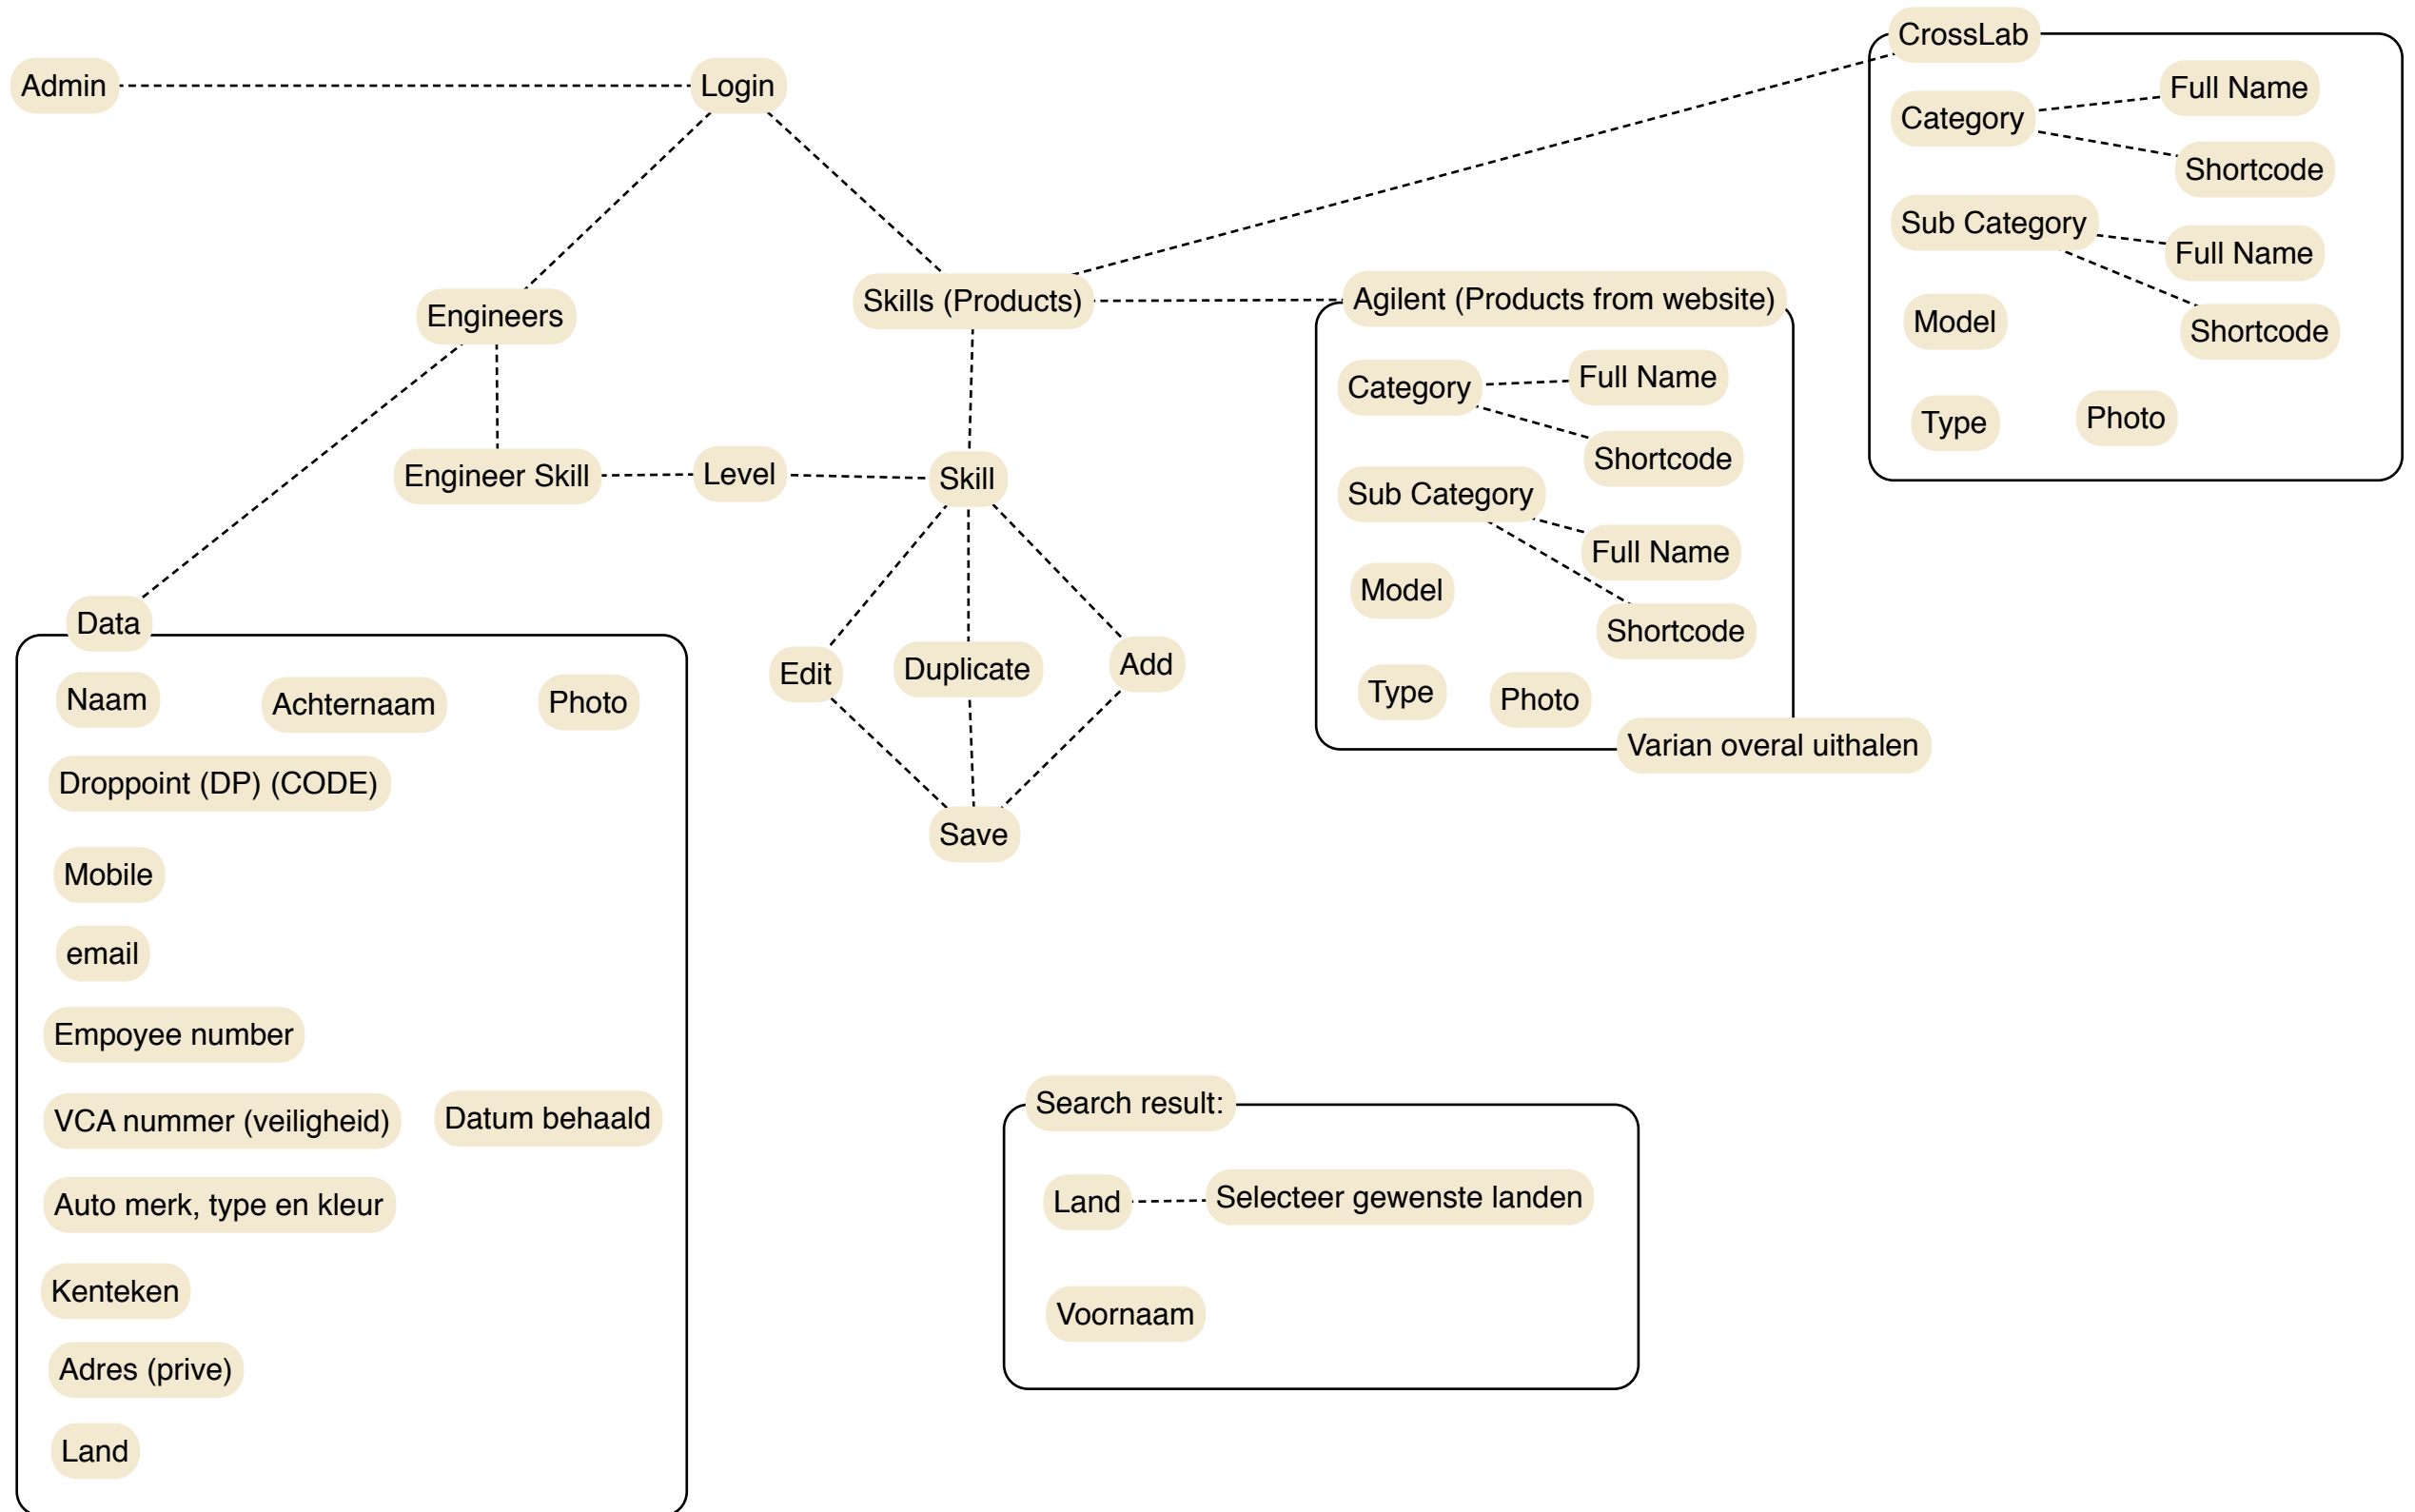 CrossLab
Admin
Login
Full Name
Category
Shortcode
Sub Category
Full Name
Skills (Products)
Agilent (Products from website)
Engineers
Model
Shortcode
Category
Full Name
Type
Photo
Shortcode
Engineer Skill
Level
Skill
Sub Category
Full Name
Model
Data
Shortcode
Edit
Duplicate
Add
Naam
Achternaam
Photo
Type
Photo
Varian overal uithalen
Droppoint (DP) (CODE)
Save
Mobile
email
Empoyee number
VCA nummer (veiligheid)
Datum behaald
Search result:
Auto merk, type en kleur
Land
Selecteer gewenste landen
Kenteken
Voornaam
Adres (prive)
Land